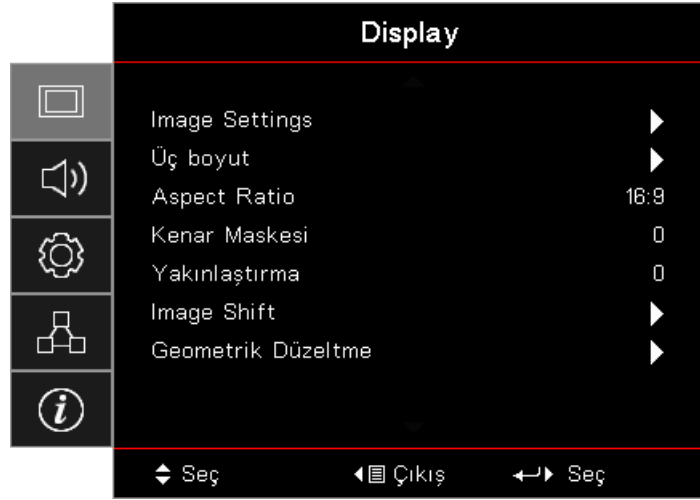 Display
Image Settings
Üç boyut
Aspect Ratio 16:9
Kenar Maskesi 0
Yakınlaştırma 0
Image Shift
Geometrik Düzeltme
Seç Çıkış Seç